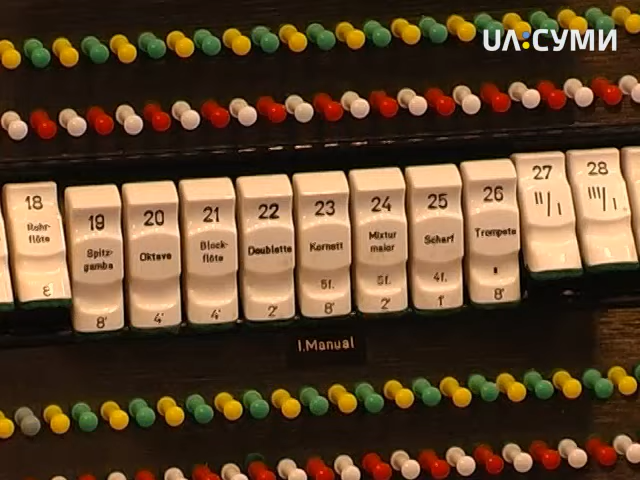 UA:СУМИ
18
Rohr-
flöte
8'
19
Spitz-
gamba
8'
20
Oktave
4'
21
Block-
flöte
4'
22
Doublette
2'
23
Kornett
5f.
8'
24
Mixtur
maior
2'
25
Scharf
4f.
1'
26
Trompete
8'
27
II/I
28
III/I
I.Manual